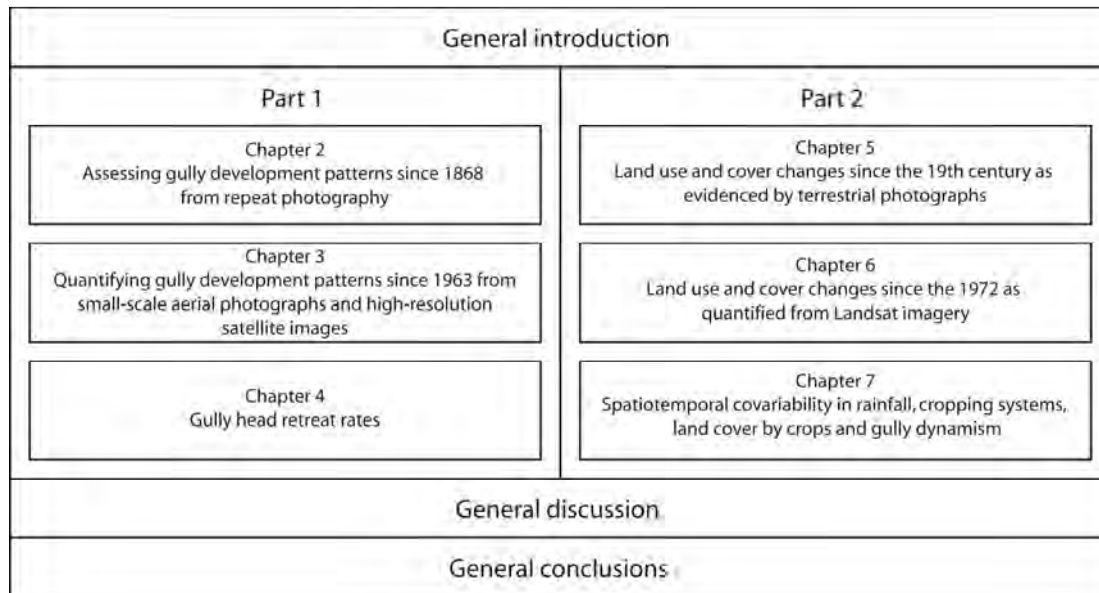 General introduction
Part 1
Chapter 2
Assessing gully development patterns since 1868
from repeat photography
Chapter 3
Quantifying gully development patterns since 1963 from
small-scale aerial photographs and high-resolution
satellite images
Chapter 4
Gully head retreat rates
Part 2
Chapter 5
Land use and cover changes since the 19th century as
evidenced by terrestrial photographs
Chapter 6
Land use and cover changes since the 1972 as
quantified from Landsat imagery
Chapter 7
Spatiotemporal covariability in rainfall, cropping systems,
land cover by crops and gully dynamism
General discussion
General conclusions